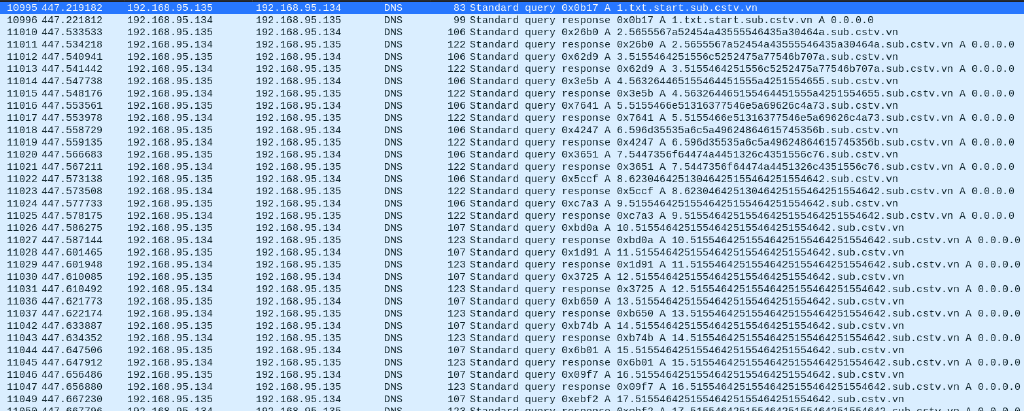 10995 447.219182 192.168.95.135 192.168.95.134 DNS 83 Standard query 0x0b17 A 1.txt.start.sub.cstv.vn
10996 447.221812 192.168.95.134 192.168.95.135 DNS 99 Standard query response 0x0b17 A 1.txt.start.sub.cstv.vn A 0.0.0.0
11010 447.533533 192.168.95.135 192.168.95.134 DNS 106 Standard query 0x26b0 A 2.5655567a52454a43555546435a30464a.sub.cstv.vn
11011 447.534218 192.168.95.134 192.168.95.135 DNS 122 Standard query response 0x26b0 A 2.5655567a52454a43555546435a30464a.sub.cstv.vn A 0.0.0.0
11012 447.540941 192.168.95.135 192.168.95.134 DNS 106 Standard query 0x62d9 A 3.5155464251556c5252475a77546b707a.sub.cstv.vn
11013 447.541442 192.168.95.134 192.168.95.135 DNS 122 Standard query response 0x62d9 A 3.5155464251556c5252475a77546b707a.sub.cstv.vn A 0.0.0.0
11014 447.547738 192.168.95.135 192.168.95.134 DNS 106 Standard query 0x3e5b A 4.563264465155464451555a4251554655.sub.cstv.vn
11015 447.548176 192.168.95.134 192.168.95.135 DNS 122 Standard query response 0x3e5b A 4.563264465155464451555a4251554655.sub.cstv.vn A 0.0.0.0
11016 447.553561 192.168.95.135 192.168.95.134 DNS 106 Standard query 0x7641 A 5.5155466e51316377546e5a69626c4a73.sub.cstv.vn
11017 447.553978 192.168.95.134 192.168.95.135 DNS 122 Standard query response 0x7641 A 5.5155466e51316377546e5a69626c4a73.sub.cstv.vn A 0.0.0.0
11018 447.558729 192.168.95.135 192.168.95.134 DNS 106 Standard query 0x4247 A 6.596d35535a6c5a49624864615745356b.sub.cstv.vn
11019 447.559135 192.168.95.134 192.168.95.135 DNS 122 Standard query response 0x4247 A 6.596d35535a6c5a49624864615745356b.sub.cstv.vn A 0.0.0.0
11020 447.566683 192.168.95.135 192.168.95.134 DNS 106 Standard query 0x3651 A 7.5447356f64474a4451326c4351556c76.sub.cstv.vn
11021 447.567211 192.168.95.134 192.168.95.135 DNS 122 Standard query response 0x3651 A 7.5447356f64474a4451326c4351556c76.sub.cstv.vn A 0.0.0.0
11022 447.573138 192.168.95.135 192.168.95.134 DNS 106 Standard query 0x5ccf A 8.62304642513046425155464251554642.sub.cstv.vn
11023 447.573508 192.168.95.134 192.168.95.135 DNS 122 Standard query response 0x5ccf A 8.62304642513046425155464251554642.sub.cstv.vn A 0.0.0.0
11024 447.577733 192.168.95.135 192.168.95.134 DNS 106 Standard query 0xc7a3 A 9.51554642515546425155464251554642.sub.cstv.vn
11025 447.578175 192.168.95.134 192.168.95.135 DNS 122 Standard query response 0xc7a3 A 9.51554642515546425155464251554642.sub.cstv.vn A 0.0.0.0
11026 447.586275 192.168.95.135 192.168.95.134 DNS 107 Standard query 0xbd0a A 10.51554642515546425155464251554642.sub.cstv.vn
11027 447.587144 192.168.95.134 192.168.95.135 DNS 123 Standard query response 0xbd0a A 10.51554642515546425155464251554642.sub.cstv.vn A 0.0.0.0
11028 447.601465 192.168.95.135 192.168.95.134 DNS 107 Standard query 0x1d91 A 11.51554642515546425155464251554642.sub.cstv.vn
11029 447.601948 192.168.95.134 192.168.95.135 DNS 123 Standard query response 0x1d91 A 11.51554642515546425155464251554642.sub.cstv.vn A 0.0.0.0
11030 447.610085 192.168.95.135 192.168.95.134 DNS 107 Standard query 0x3725 A 12.51554642515546425155464251554642.sub.cstv.vn
11031 447.610492 192.168.95.134 192.168.95.135 DNS 123 Standard query response 0x3725 A 12.51554642515546425155464251554642.sub.cstv.vn A 0.0.0.0
11036 447.621773 192.168.95.135 192.168.95.134 DNS 107 Standard query 0xb650 A 13.51554642515546425155464251554642.sub.cstv.vn
11037 447.622174 192.168.95.134 192.168.95.135 DNS 123 Standard query response 0xb650 A 13.51554642515546425155464251554642.sub.cstv.vn A 0.0.0.0
11042 447.633887 192.168.95.135 192.168.95.134 DNS 107 Standard query 0xb74b A 14.51554642515546425155464251554642.sub.cstv.vn
11043 447.634352 192.168.95.134 192.168.95.135 DNS 123 Standard query response 0xb74b A 14.51554642515546425155464251554642.sub.cstv.vn A 0.0.0.0
11044 447.647506 192.168.95.135 192.168.95.134 DNS 107 Standard query 0x6b01 A 15.51554642515546425155464251554642.sub.cstv.vn
11045 447.647912 192.168.95.134 192.168.95.135 DNS 123 Standard query response 0x6b01 A 15.51554642515546425155464251554642.sub.cstv.vn A 0.0.0.0
11046 447.656486 192.168.95.135 192.168.95.134 DNS 107 Standard query 0x09f7 A 16.51554642515546425155464251554642.sub.cstv.vn
11047 447.656880 192.168.95.134 192.168.95.135 DNS 123 Standard query response 0x09f7 A 16.51554642515546425155464251554642.sub.cstv.vn A 0.0.0.0
11049 447.667230 192.168.95.135 192.168.95.134 DNS 107 Standard query 0xebf2 A 17.51554642515546425155464251554642.sub.cstv.vn
11050 447.667796 192.168.95.134 192.168.95.135 DNS 123 Standard query response 0xebf2 A 17.51554642515546425155464251554642.sub.cstv.vn A 0.0.0.0